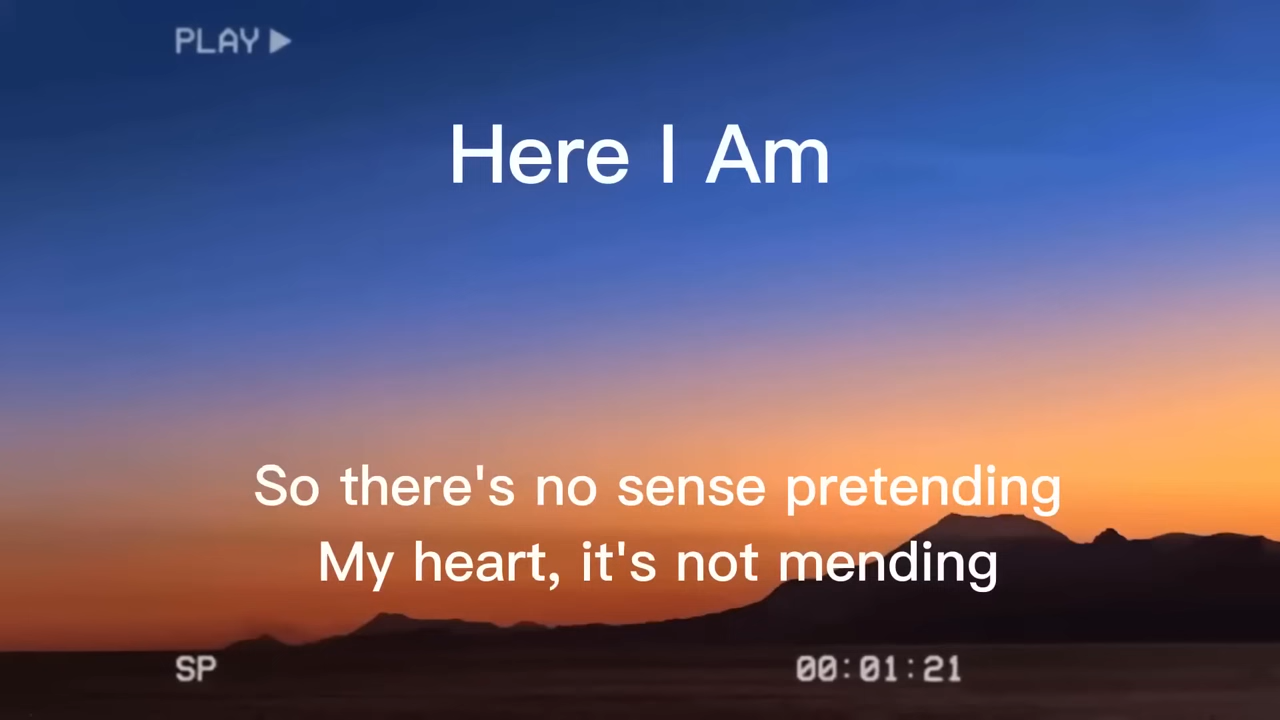 PLAY ▶
Here I Am
So there's no sense pretending
My heart, it's not mending
SP 00:01:21